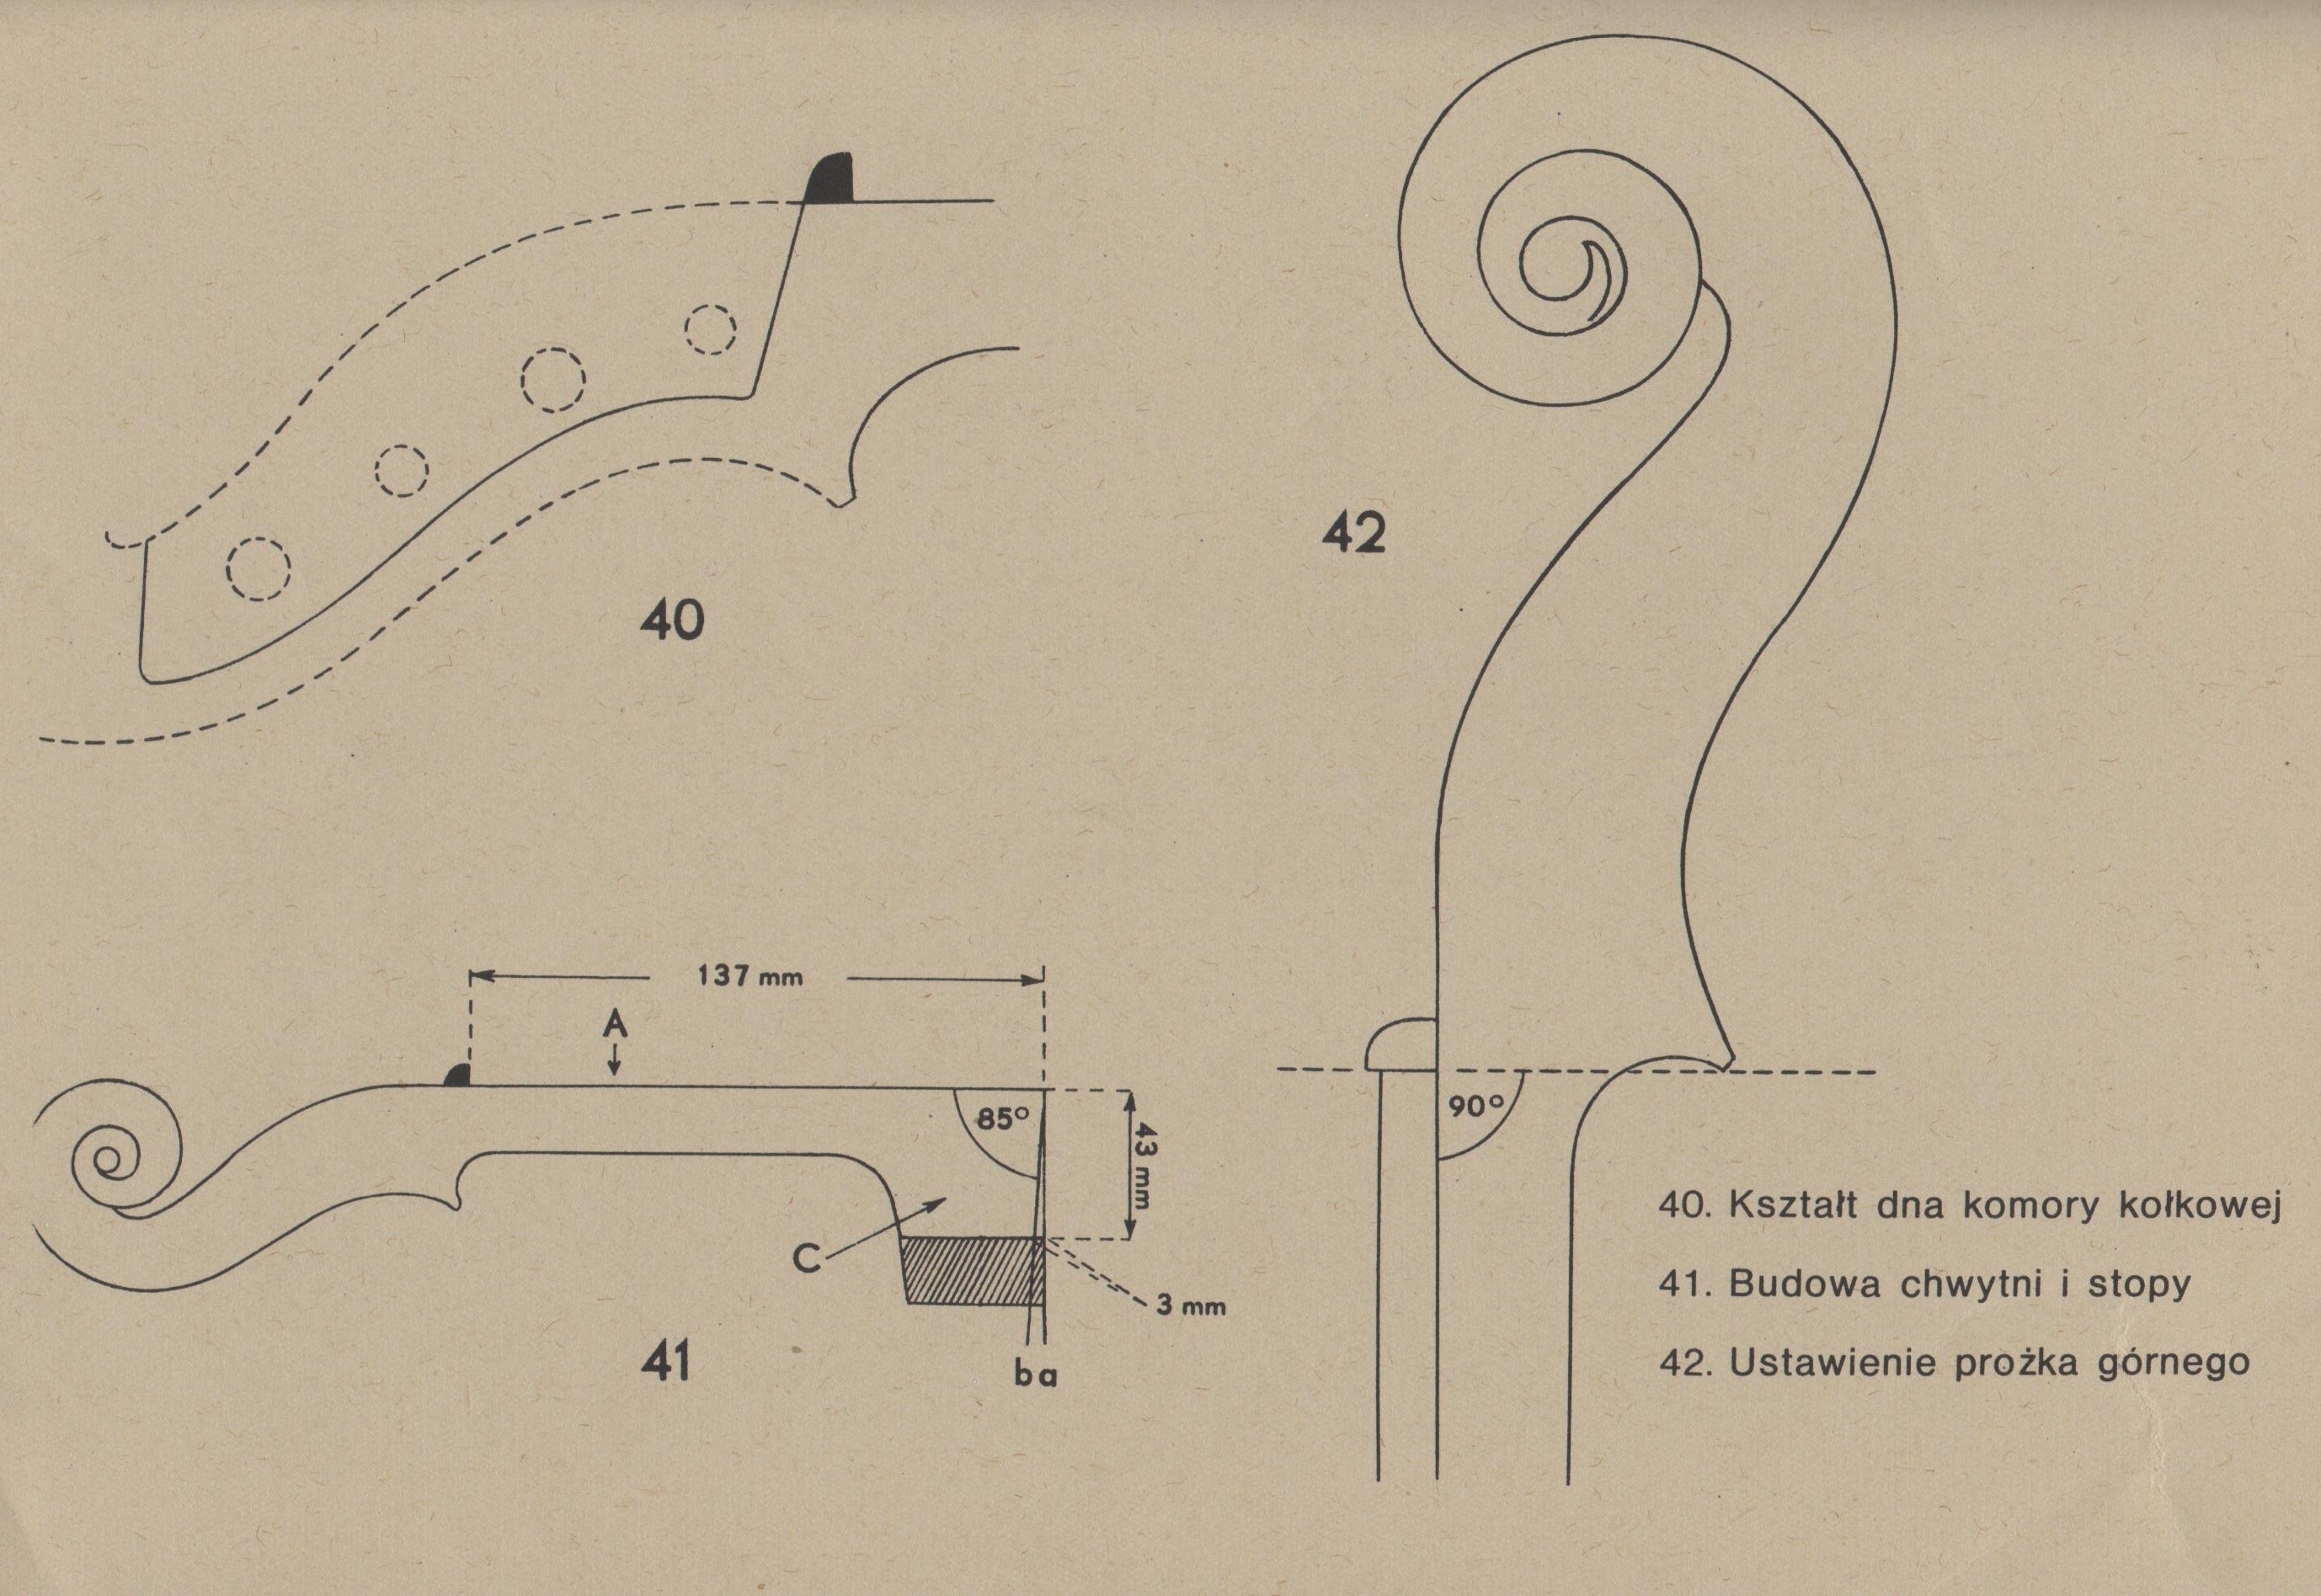 40
42
137 mm
A
85°
43 mm
C
3 mm
b a
41
90°
40. Kształt dna komory kołkowej
41. Budowa chwytni i stopy
42. Ustawienie prożka górnego